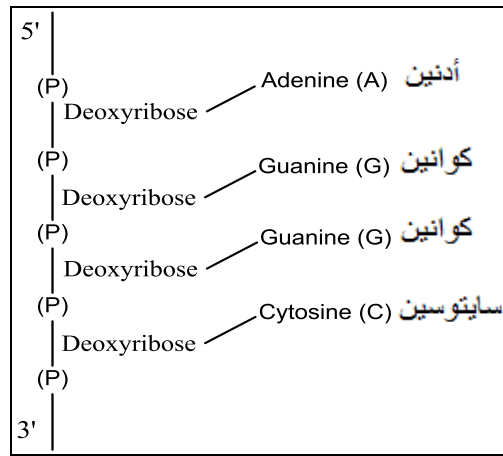 5'
(P)
Adenine (A) أدنين
Deoxyribose
(P)
Guanine (G) كوانين
Deoxyribose
(P)
Guanine (G) كوانين
Deoxyribose
(P)
Cytosine (C) سايتوسين
Deoxyribose
(P)
3'